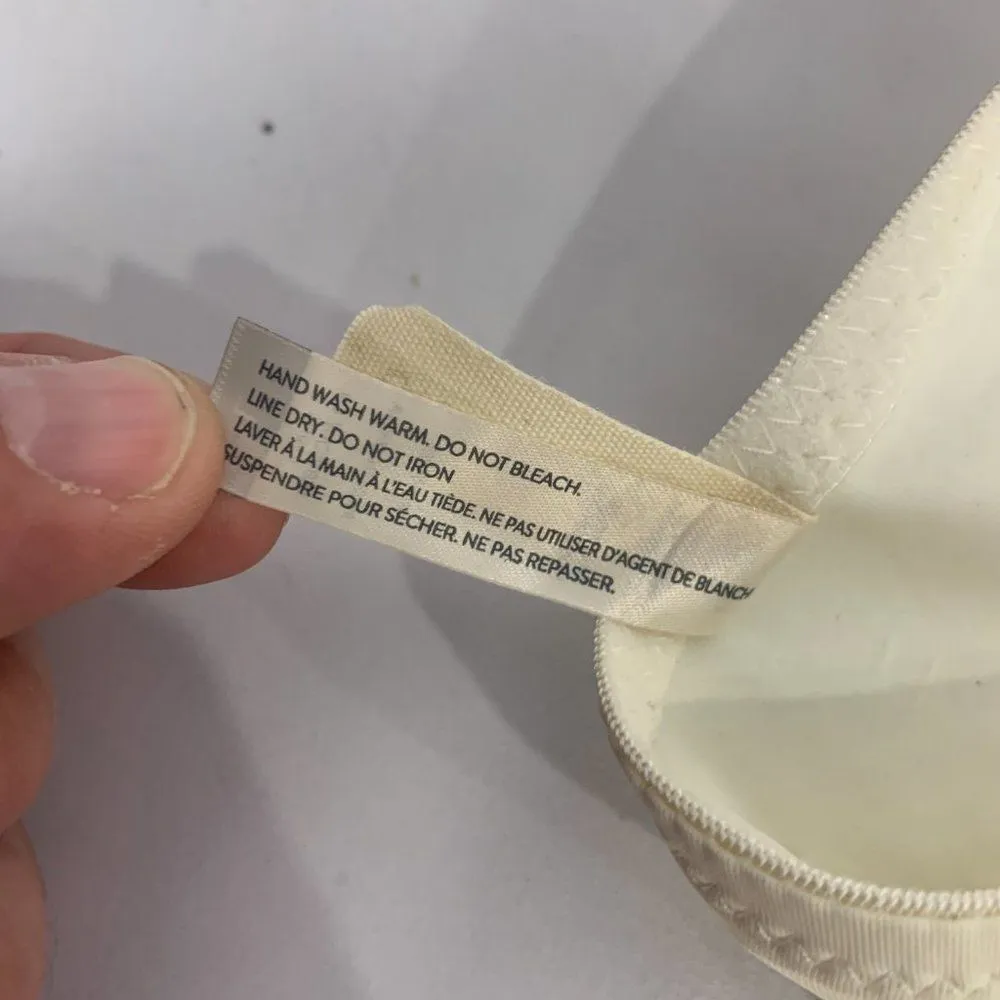 HAND WASH WARM. DO NOT BLEACH.
LINE DRY. DO NOT IRON
LAVER À LA MAIN À L'EAU TIÈDE. NE PAS UTILISER D'AGENT DE BLANCH
SUSPENDRE POUR SÉCHER. NE PAS REPASSER.